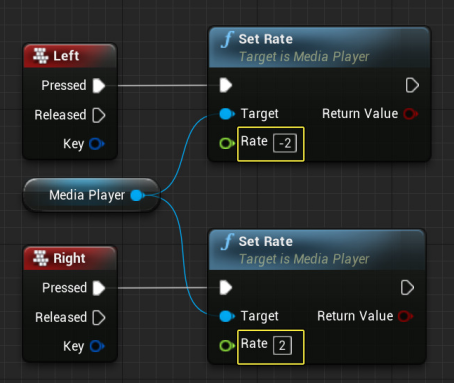 Left
Pressed
Released
Key
Set Rate
Target is Media Player
Target
Return Value
Rate -2
Media Player
Right
Pressed
Released
Key
Set Rate
Target is Media Player
Target
Return Value
Rate 2